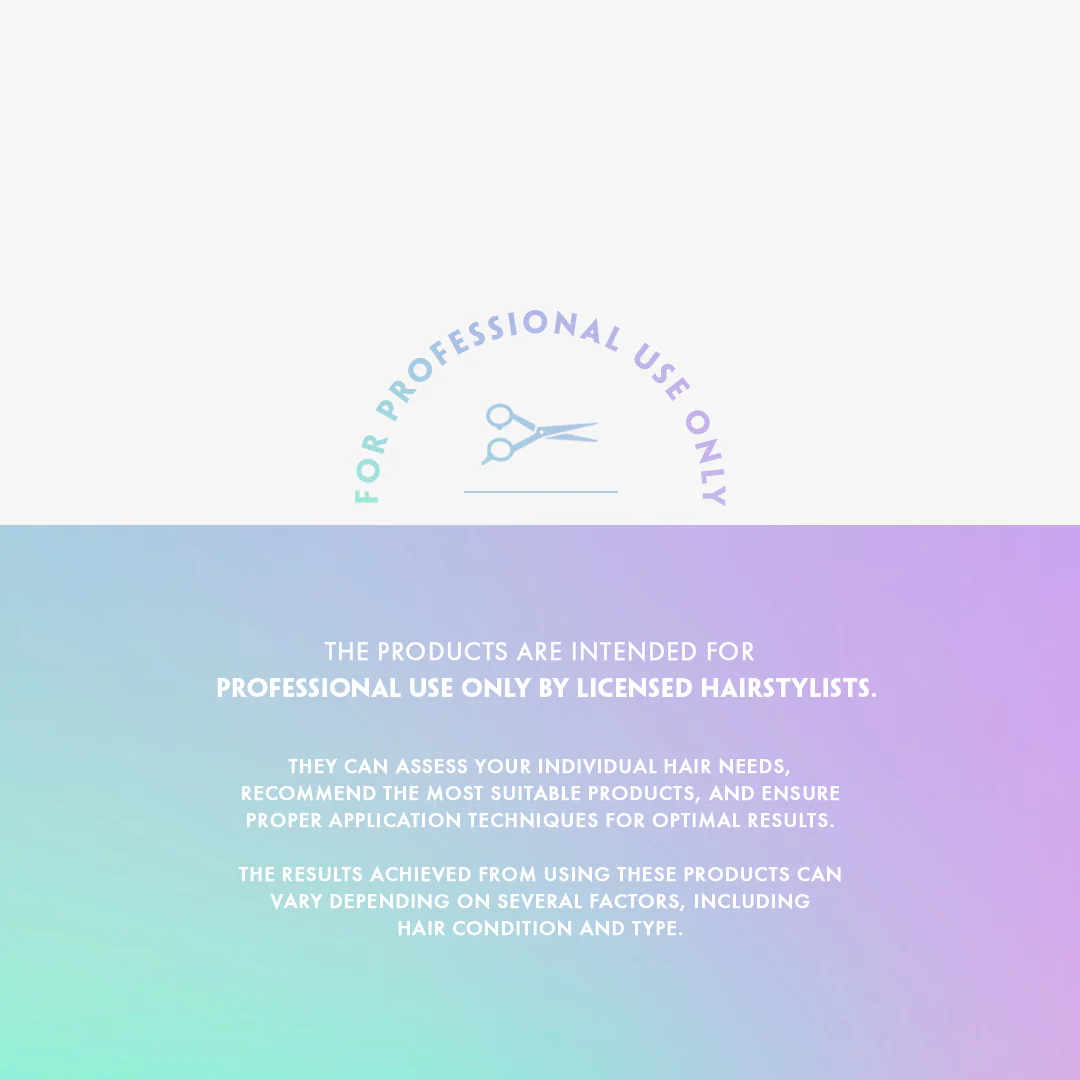 FOR PROFESSIONAL USE ONLY
THE PRODUCTS ARE INTENDED FOR
PROFESSIONAL USE ONLY BY LICENSED HAIRSTYLISTS.
THEY CAN ASSESS YOUR INDIVIDUAL HAIR NEEDS,
RECOMMEND THE MOST SUITABLE PRODUCTS, AND ENSURE
PROPER APPLICATION TECHNIQUES FOR OPTIMAL RESULTS.
THE RESULTS ACHIEVED FROM USING THESE PRODUCTS CAN
VARY DEPENDING ON SEVERAL FACTORS, INCLUDING
HAIR CONDITION AND TYPE.